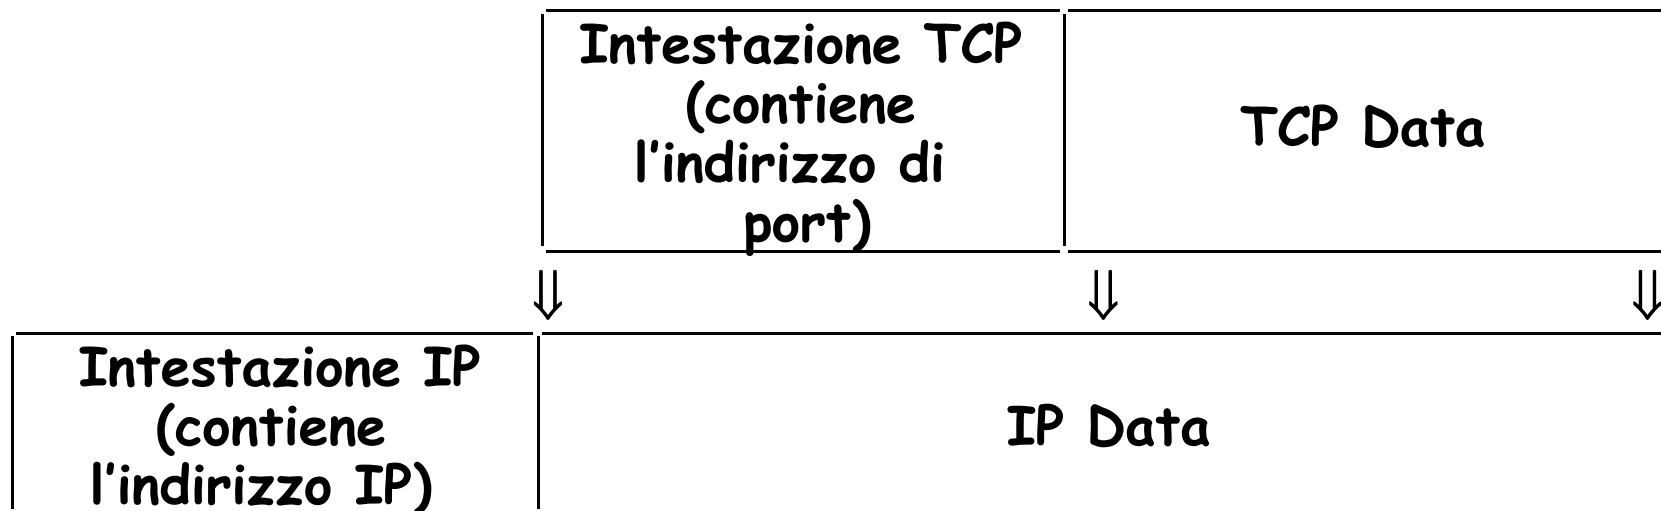 Intestazione TCP
(contiene
l'indirizzo di
port)
TCP Data
⇓ ⇓ ⇓
Intestazione IP
(contiene
l'indirizzo IP)
IP Data